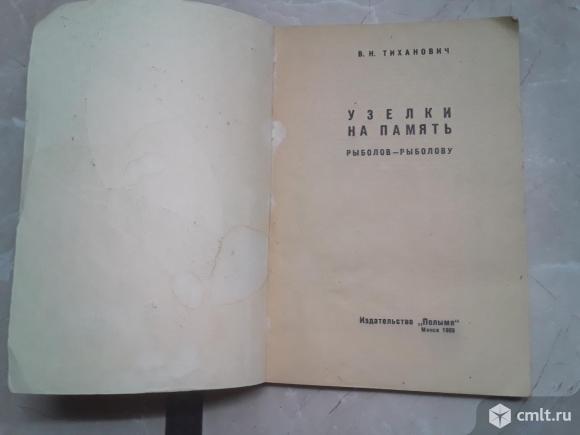 В. Н. ТИХАНОВИЧ
УЗЕЛКИ
НА ПАМЯТЬ
РЫБОЛОВ—РЫБОЛОВУ
Издательство „Полымя"
Минск
cmlt.ru